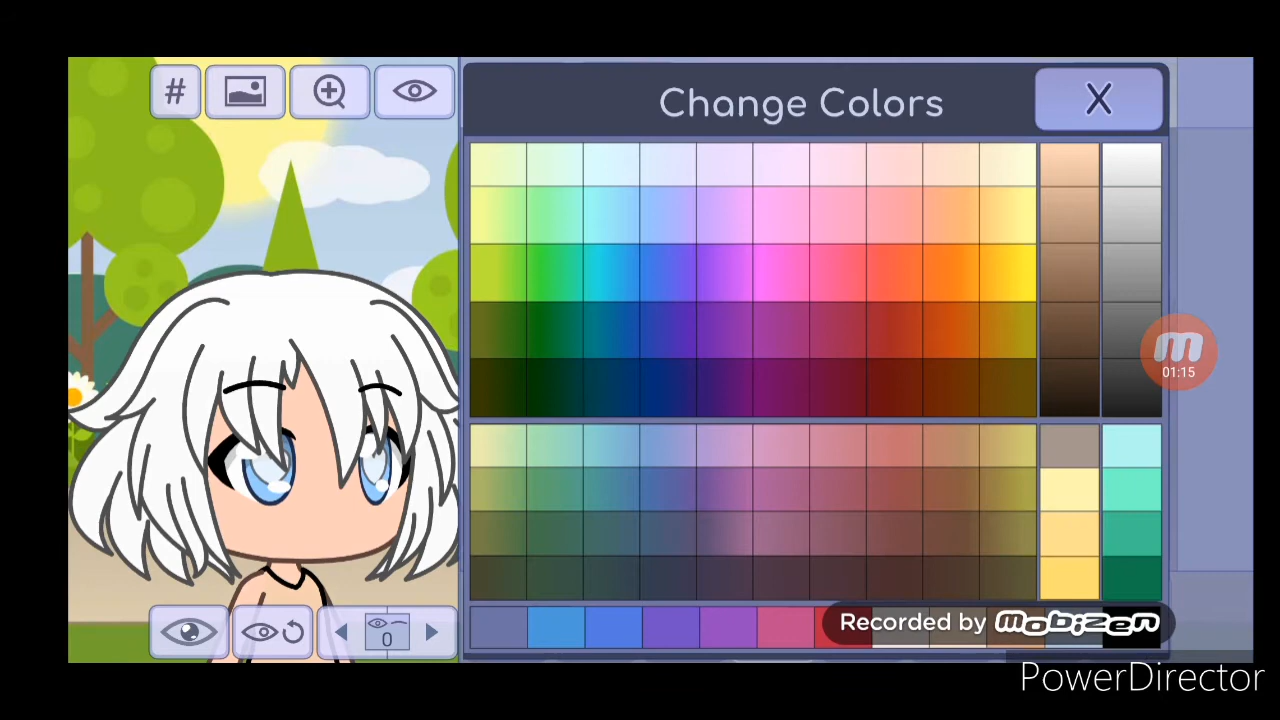 #
Change Colors
X
01:15
0
Recorded by mobizen
PowerDirector